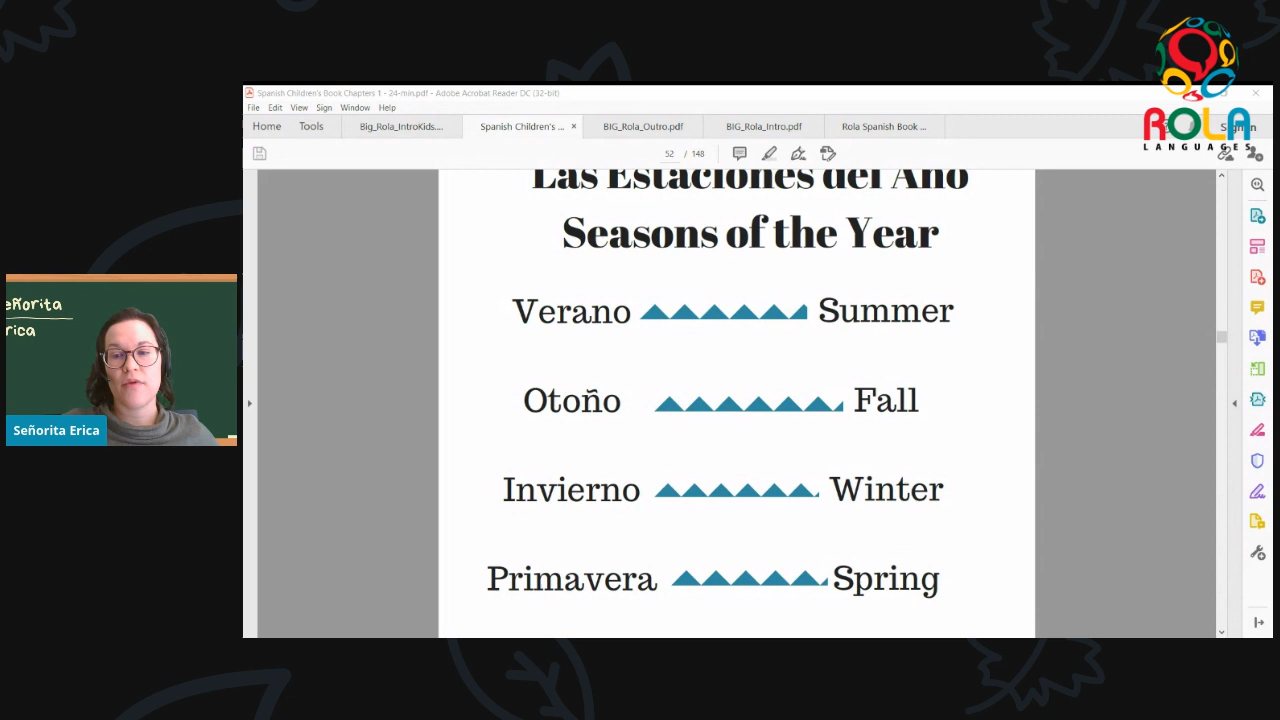 ROLA
LANGUAGES
Spanish Children's Book Chapters 1 - 24-min.pdf - Adobe Acrobat Reader DC (32-bit)
File Edit View Sign Window Help
Home Tools Big_Rola_IntroKids.... Spanish Children's ... × BIG_Rola_Outro.pdf BIG_Rola_Intro.pdf Rola Spanish Book ...
52 / 148
Las Estaciones del Año
Seasons of the Year
Verano Summer
Otoño Fall
Invierno Winter
Primavera Spring
eñorita
rica
Señorita Erica